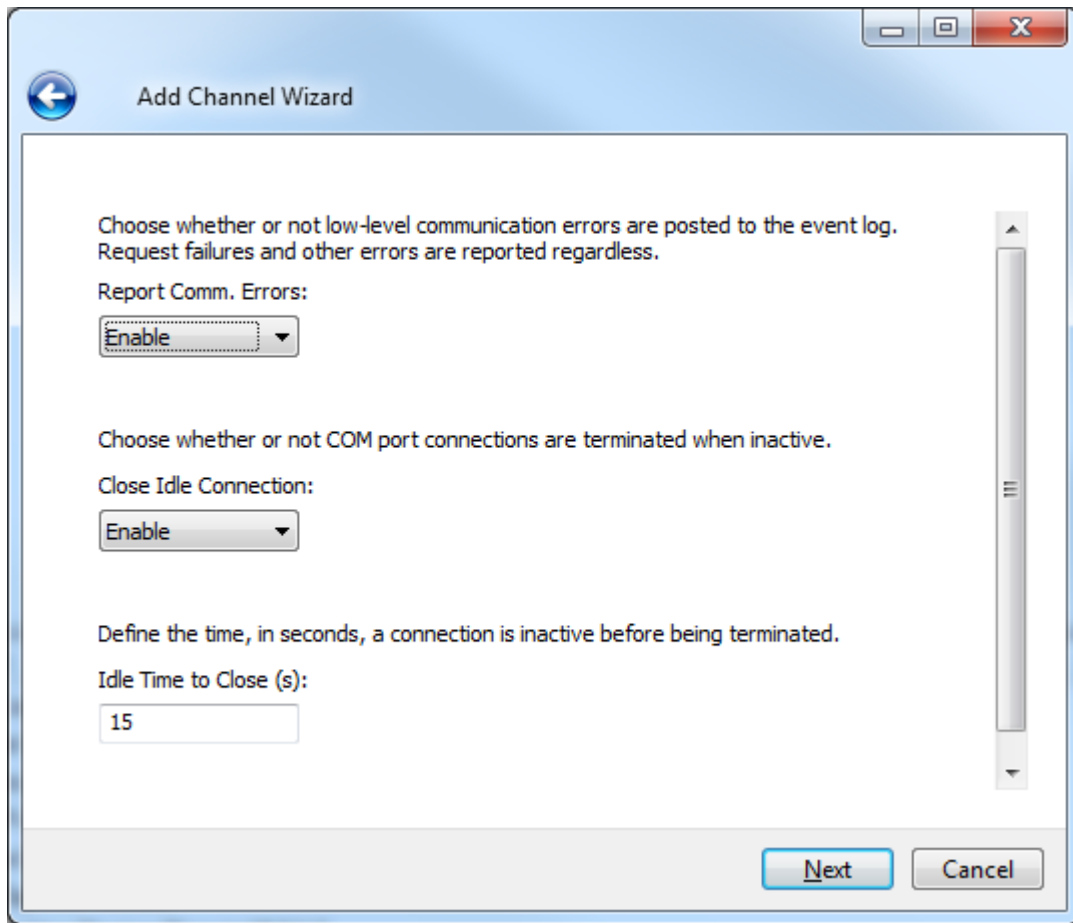 Add Channel Wizard
Choose whether or not low-level communication errors are posted to the event log.
Request failures and other errors are reported regardless.
Report Comm. Errors:
Enable
Choose whether or not COM port connections are terminated when inactive.
Close Idle Connection:
Enable
Define the time, in seconds, a connection is inactive before being terminated.
Idle Time to Close (s):
15
Next
Cancel